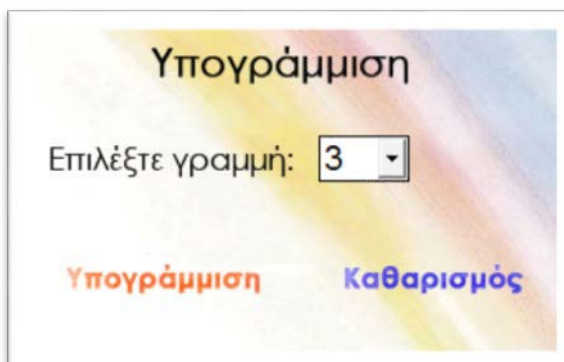 Υπογράμμιση
Επιλέξτε γραμμή: 3
Υπογράμμιση Καθαρισμός